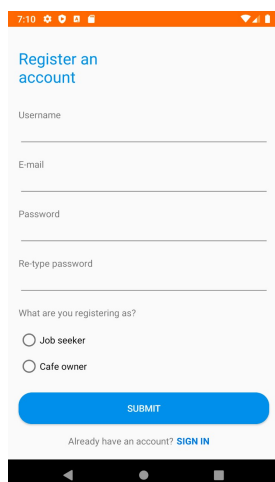 7:10
Register an
account
Username
E-mail
Password
Re-type password
What are you registering as?
Job seeker
Cafe owner
SUBMIT
Already have an account? SIGN IN